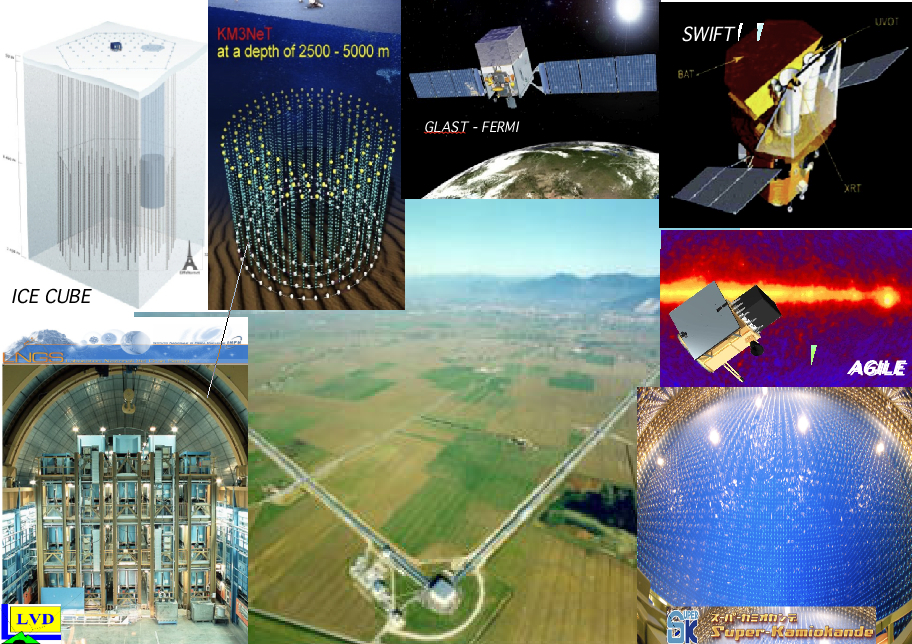 KM3NeT
at a depth of 2500 - 5000 m
SWIFT
UVOT
BAT
XRT
GLAST - FERMI
ICE CUBE
AGILE
LNGS
LVD
SUPER
SK
スーパーカミオカンデ
Super-Kamiokande